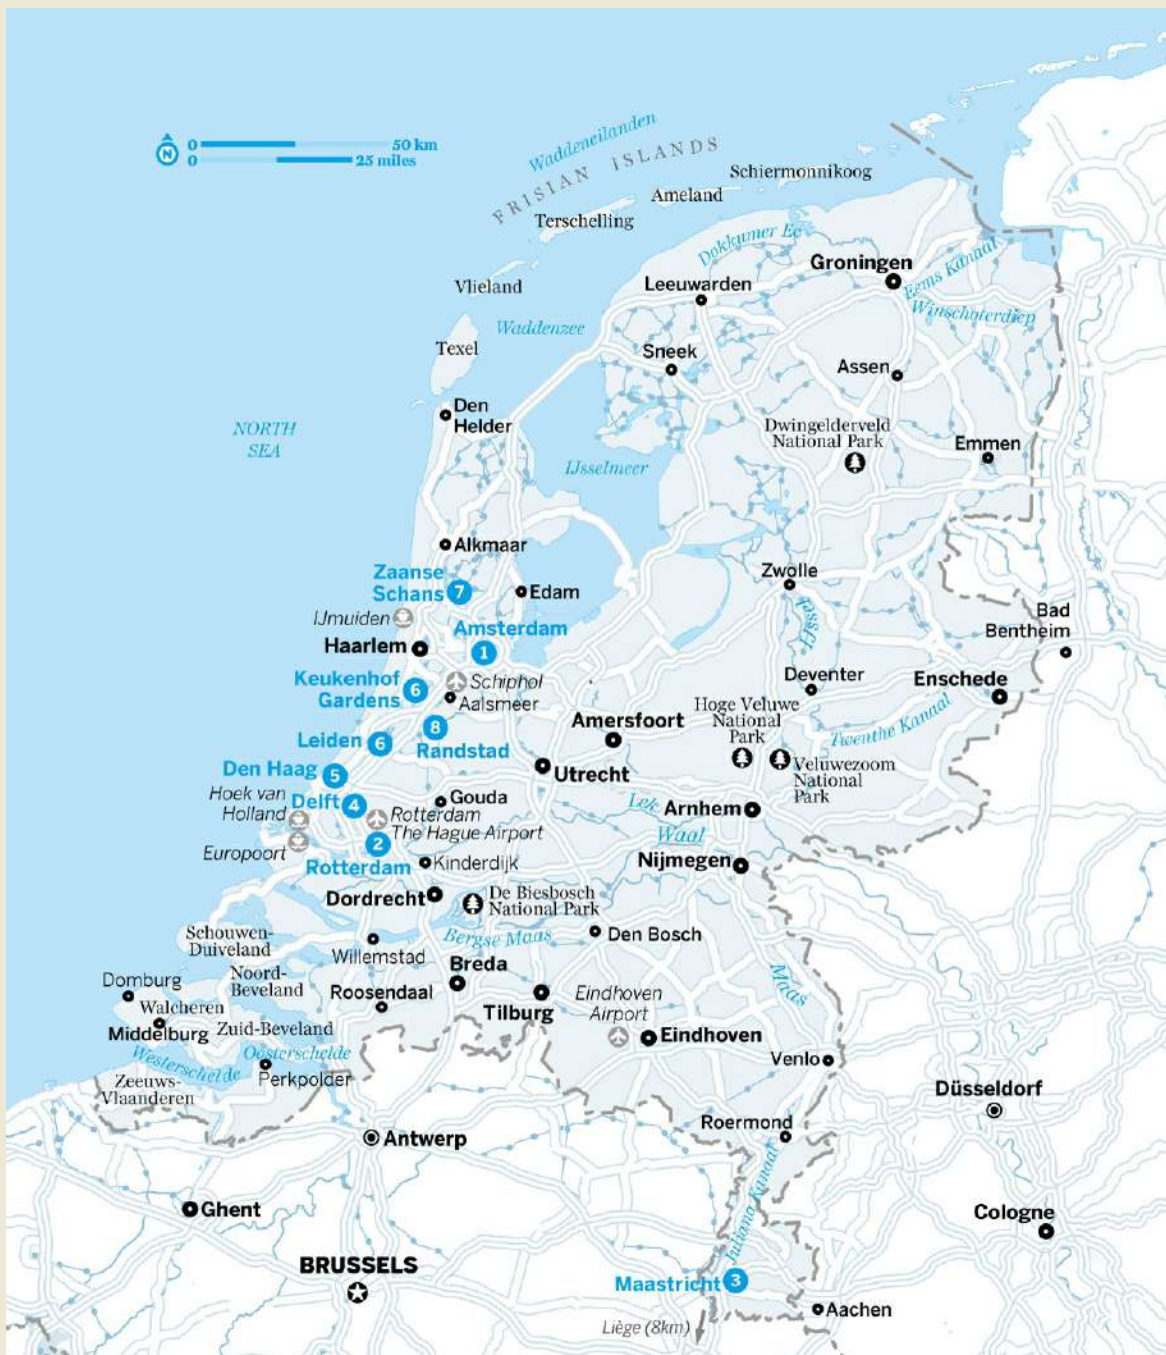 Waddeneilanden
FRISIAN ISLANDS
0 50 km
N
0 25 miles
Schiermonnikoog
Ameland
Terschelling
Dokkumer Ee
Groningen
Eems Kanaal
Leeuwarden
Vlieland
Winschoterdiep
Waddenzee
Texel
Sneek
Assen
Den
Helder
NORTH
SEA
Dwingelderveld
National Park
Emmen
IJsselmeer
Alkmaar
Zaanse
Schans 7
Edam
Zwolle
IJssel
IJmuiden
Bad
Bentheim
Amsterdam
1
Haarlem
Keukenhof
Gardens 6
Schiphol
Aalsmeer
Deventer
Enschede
Hoge Veluwe
National
Park
Twenthe Kanaal
Amersfoort
8
Randstad
Leiden 6
Utrecht
Veluwezoom
National
Park
Den Haag 5
Hoek van
Holland
Delft 4
Gouda
Lek
Arnhem
Rotterdam
The Hague Airport
Waal
Europoort
2
Rotterdam
Kinderdijk
Nijmegen
Dordrecht
De Biesbosch
National Park
Schouwen-
Duiveland
Willemstad
Bergse Maas
Den Bosch
Domburg
Noord-
Beveland
Breda
Maas
Walcheren
Roosendaal
Tilburg
Eindhoven
Airport
Middelburg
Zuid-Beveland
Eindhoven
Westerschelde
Oosterschelde
Venlo
Zeeuws-
Vlaanderen
Perkpolder
Düsseldorf
Roermond
Antwerp
Juliana Kanaal
Ghent
Cologne
BRUSSELS
Maastricht 3
Aachen
Liège (8km)